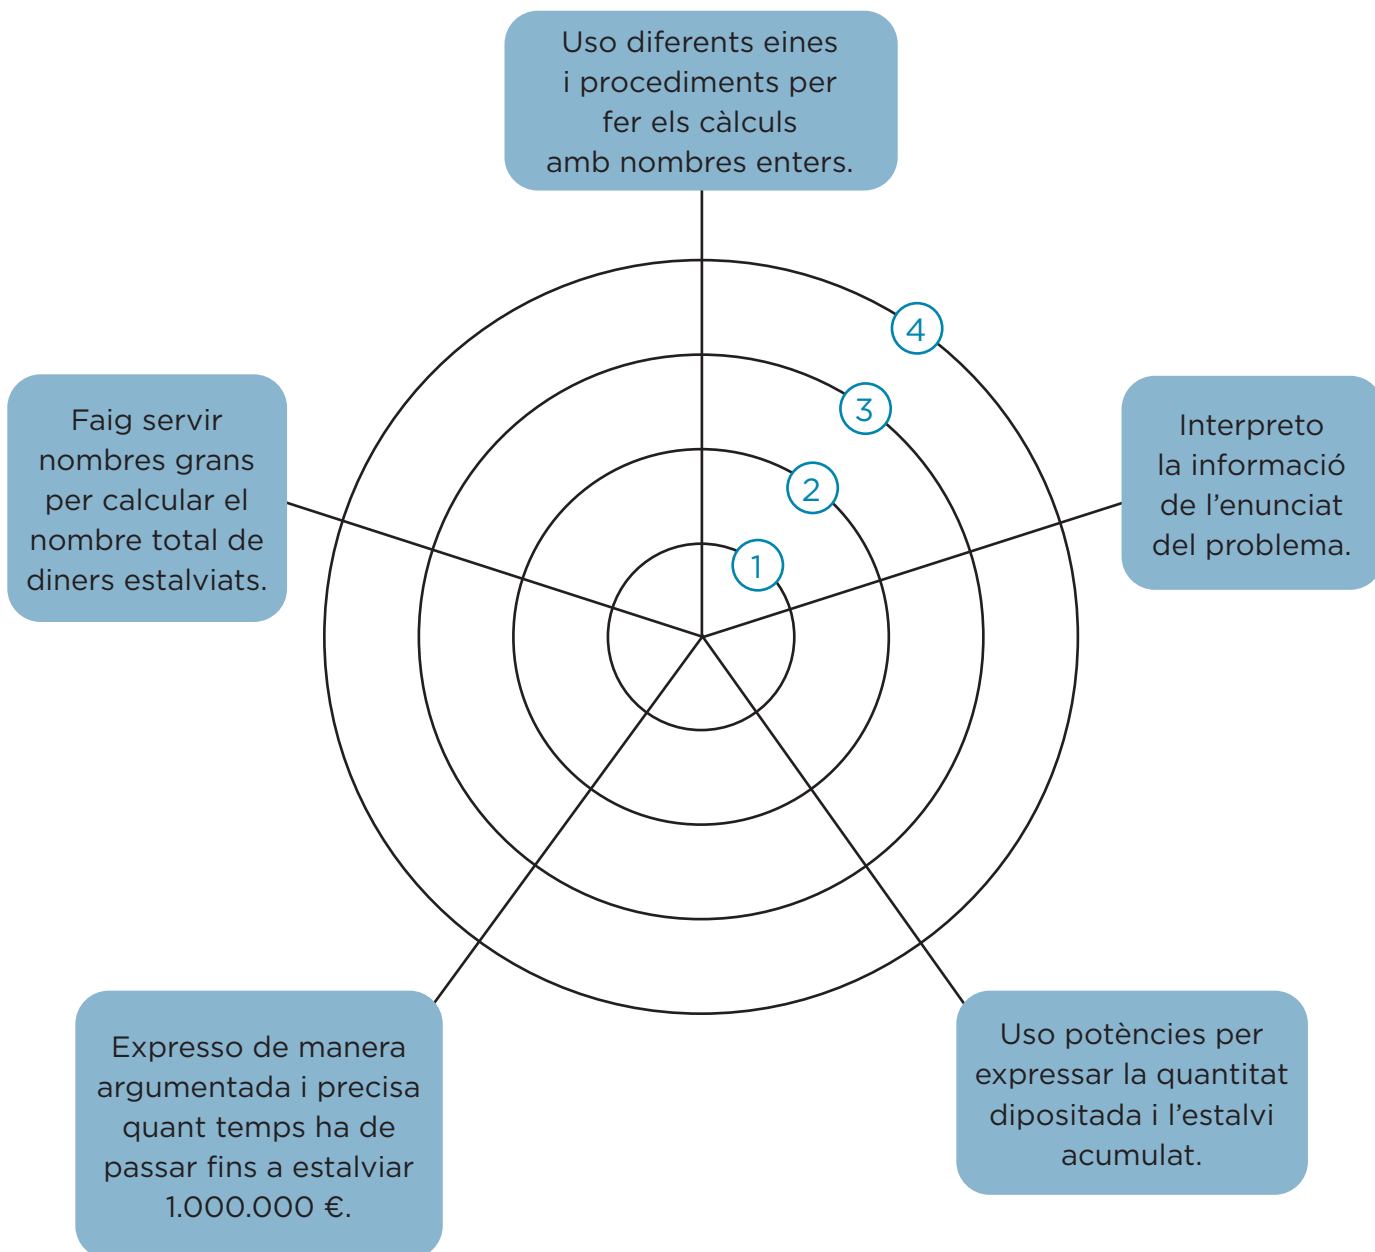 Uso diferents eines
i procediments per
fer els càlculs
amb nombres enters.
4
3
2
1
Faig servir
nombres grans
per calcular el
nombre total de
diners estalviats.
Interpreto
la informació
de l’enunciat
del problema.
Expresso de manera
argumentada i precisa
quant temps ha de
passar fins a estalviar
1.000.000 €.
Uso potències per
expressar la quantitat
dipositada i l’estalvi
acumulat.